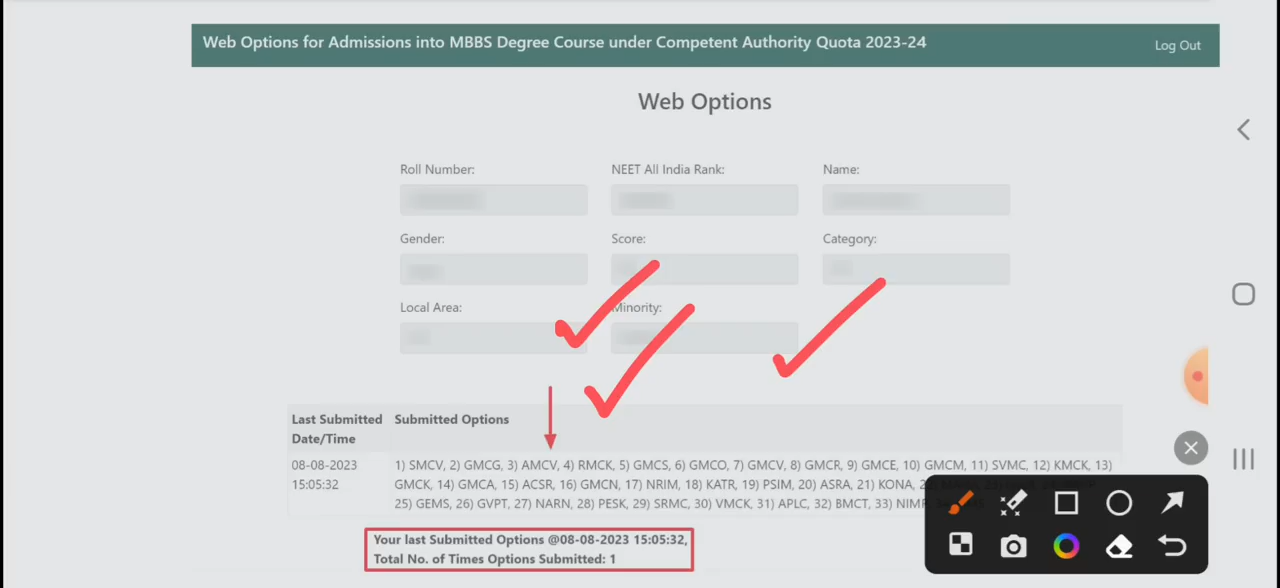 Web Options for Admissions into MBBS Degree Course under Competent Authority Quota 2023-24
Log Out
Web Options
Roll Number:
NEET All India Rank:
Name:
Gender:
Score:
Category:
Local Area:
Minority:
Last Submitted Date/Time
Submitted Options
08-08-2023 15:05:32
1) SMCV, 2) GMCG, 3) AMCV, 4) RMCK, 5) GMCS, 6) GMCO, 7) GMCV, 8) GMCR, 9) GMCE, 10) GMCM, 11) SVMC, 12) KMCK, 13)
GMCK, 14) GMCA, 15) ACSR, 16) GMCN, 17) NRIM, 18) KATR, 19) PSIM, 20) ASRA, 21) KONA,
25) GEMS, 26) GVPT, 27) NARN, 28) PESK, 29) SRMC, 30) VMCK, 31) APLC, 32) BMCT, 33)
Your last Submitted Options @08-08-2023 15:05:32,
Total No. of Times Options Submitted: 1